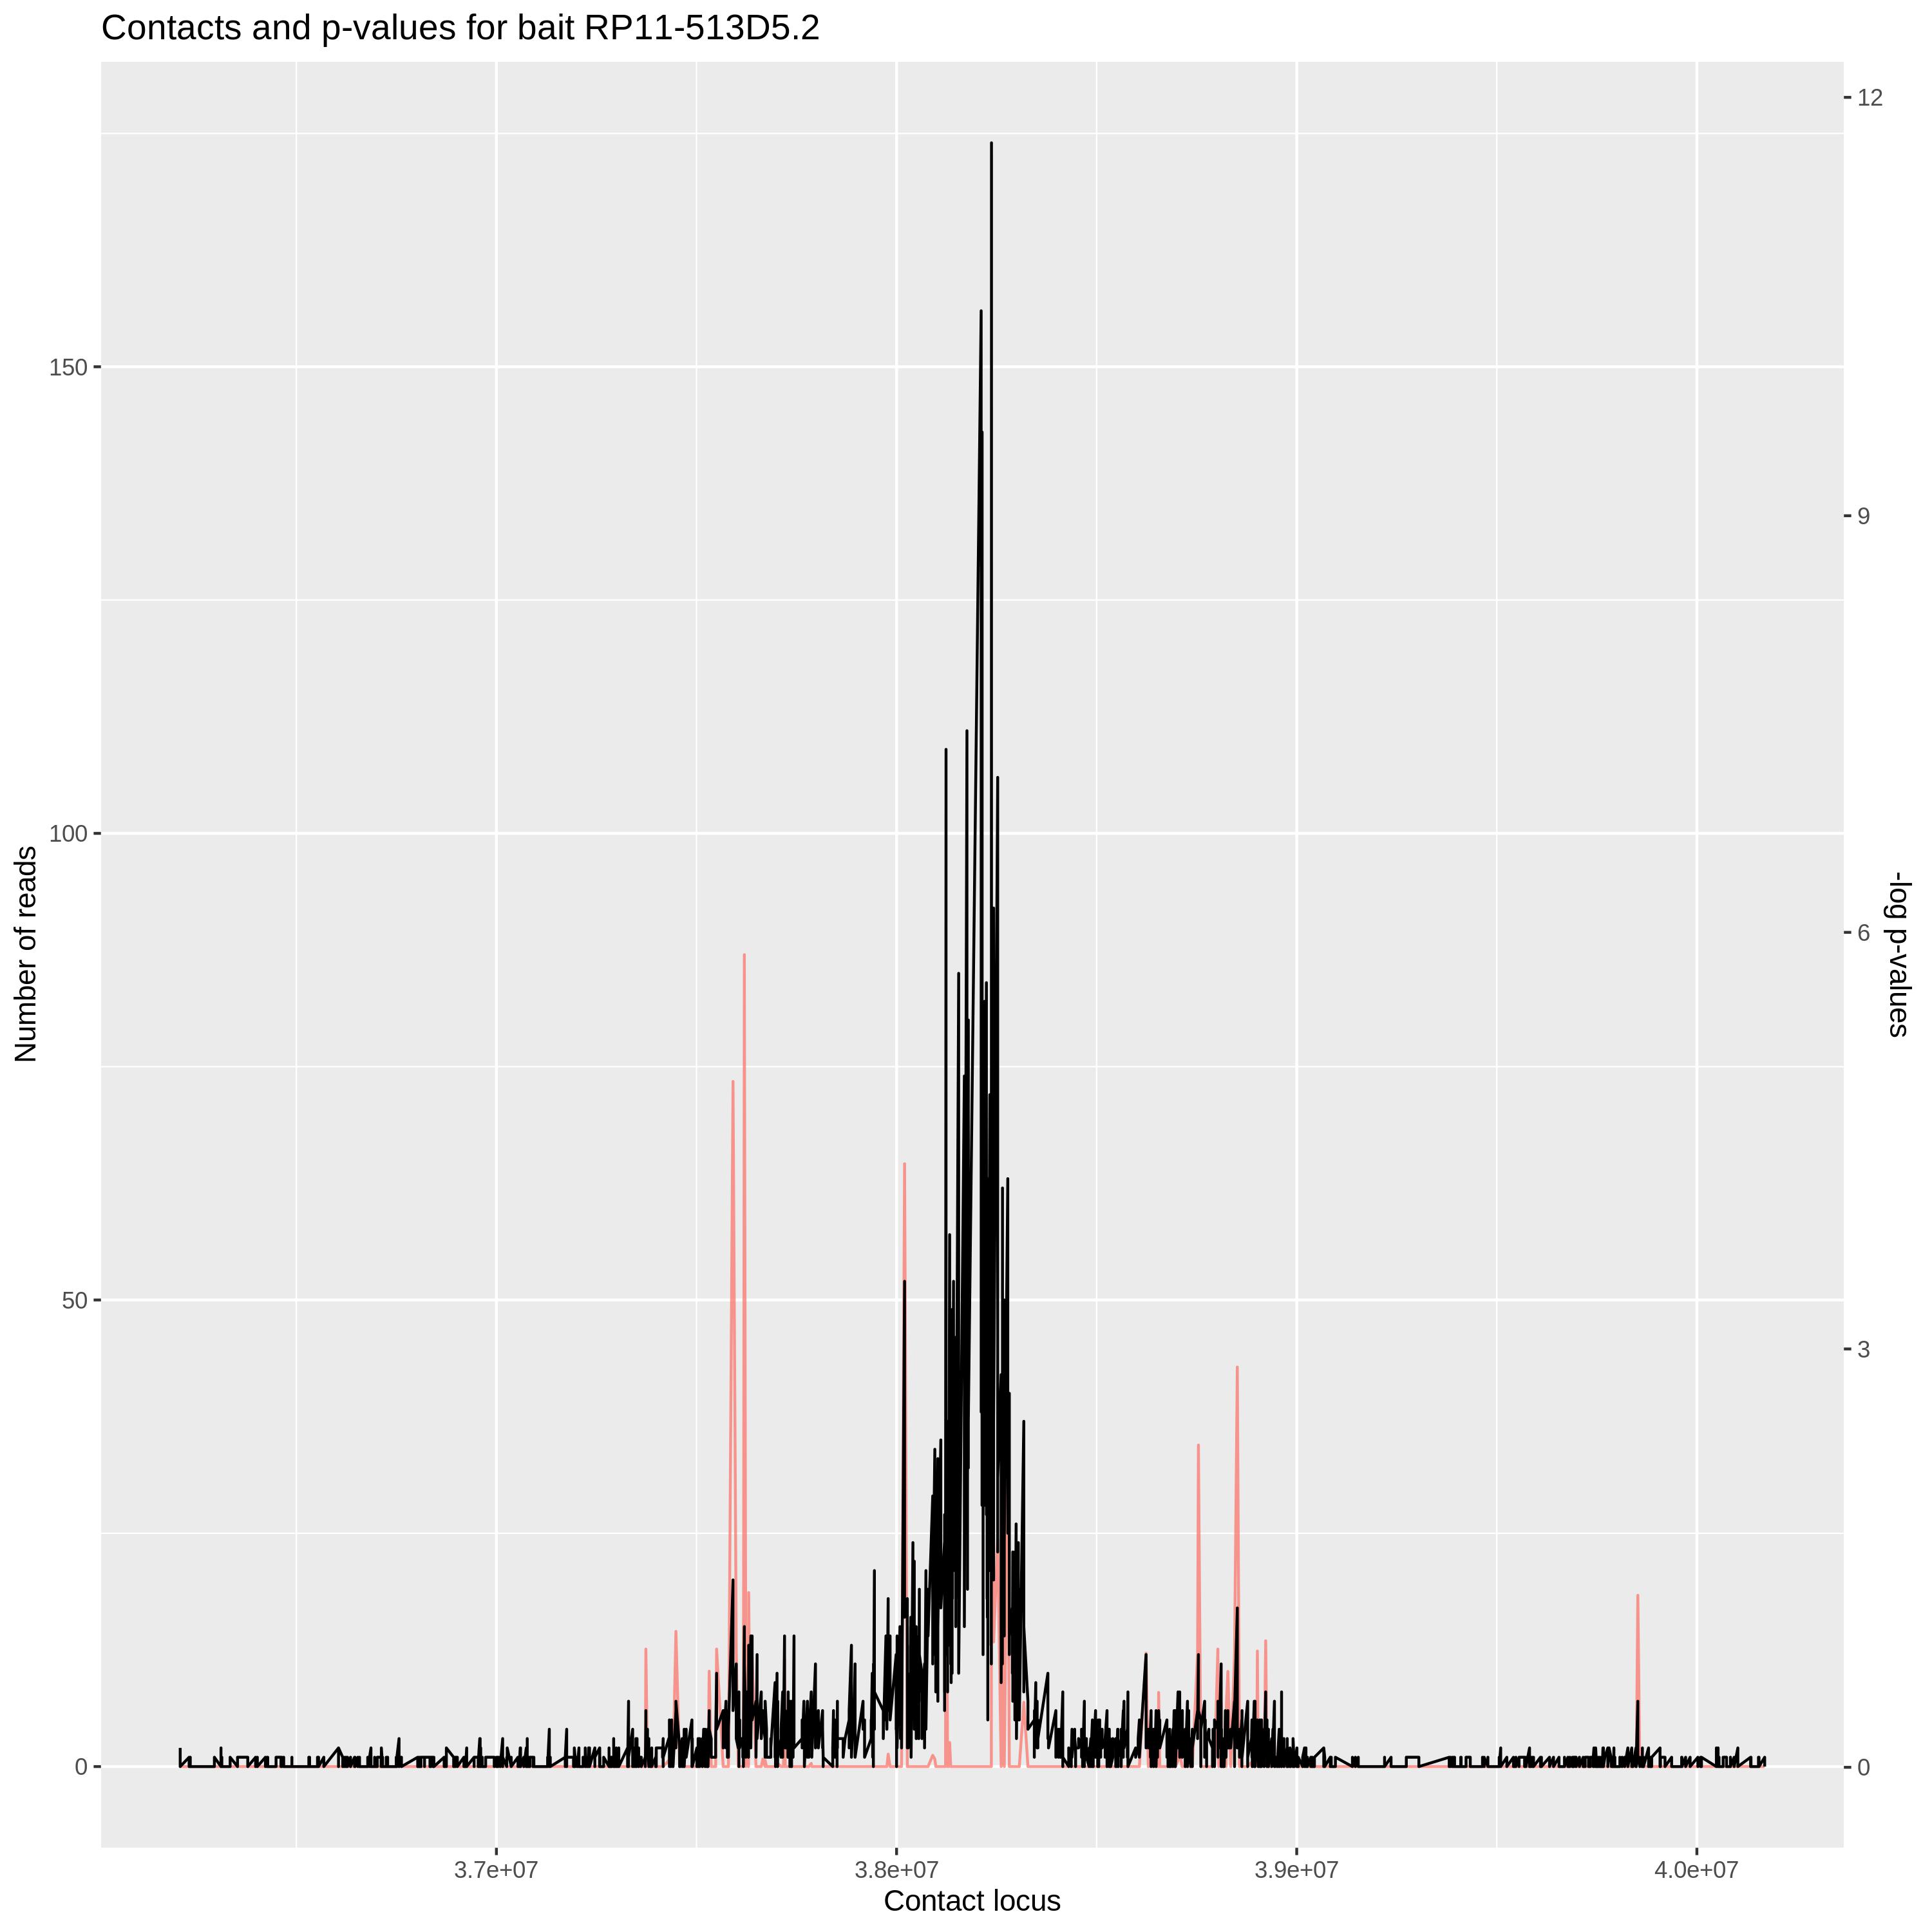 Contacts and p-values for bait RP11-513D5.2
12
150
9
100
Number of reads
6
-log p-values
50
3
0
0
3.7e+07
3.8e+07
3.9e+07
4.0e+07
Contact locus